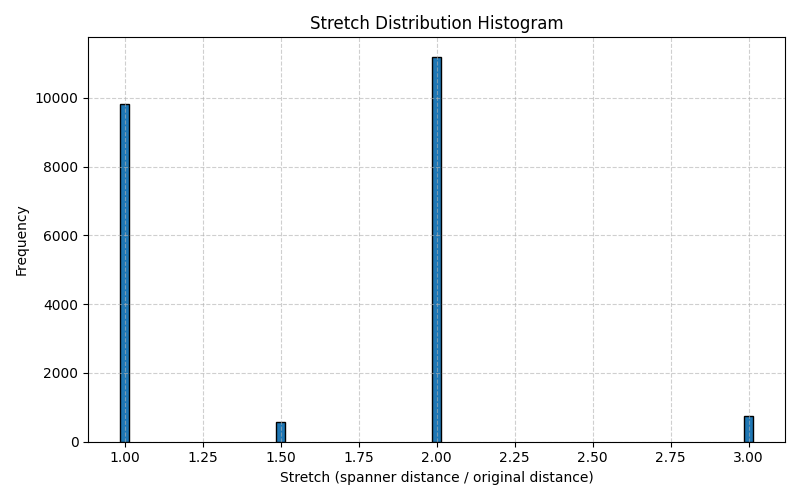 Stretch Distribution Histogram
Frequency
10000
8000
6000
4000
2000
0
1.00 1.25 1.50 1.75 2.00 2.25 2.50 2.75 3.00
Stretch (spanner distance / original distance)